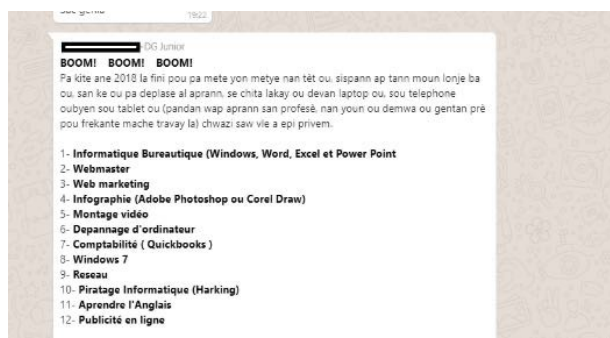 19:22
DG Junior
BOOM! BOOM! BOOM!
Pa kite ane 2018 la fini pou pa mete yon metye nan tèt ou, sispann ap tann moun lonje ba
ou, san ke ou pa deplase al aprann, se chita lakay ou devan laptop ou, sou telephone
oubyen sou tablet ou (pandan wap aprann san profesè, nan youn ou demwa ou gentan prè
pou frekante mache travay la) chwazi saw vle a epi privem.
1- Informatique Bureautique (Windows, Word, Excel et Power Point
2- Webmaster
3- Web marketing
4- Infographie (Adobe Photoshop ou Corel Draw)
5- Montage vidéo
6- Depannage d'ordinateur
7- Comptabilité ( Quickbooks )
8- Windows 7
9- Reseau
10- Piratage Informatique (Harking)
11- Aprendre l'Anglais
12- Publicité en ligne